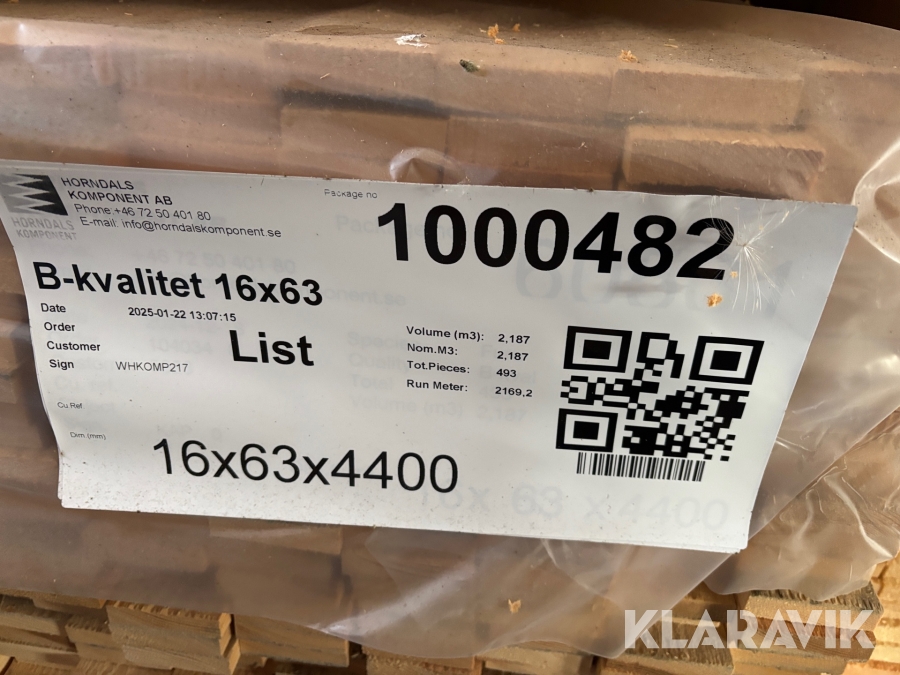 HORNDALS
KOMPONENT AB
Phone:+46 72 50 401 80
E-mail: info@horndalskomponent.se
HORNDALS
KOMPONENT
Package no.
1000482
B-kvalitet 16x63
Date 2025-01-22 13:07:15
Order
Customer
Sign WHKOMP217
List
Volume (m3): 2,187
Nom.M3: 2,187
Tot.Pieces: 493
Run Meter: 2169,2
Cu Ref.
Dim.(mm)
16x63x4400
KLARAVIK